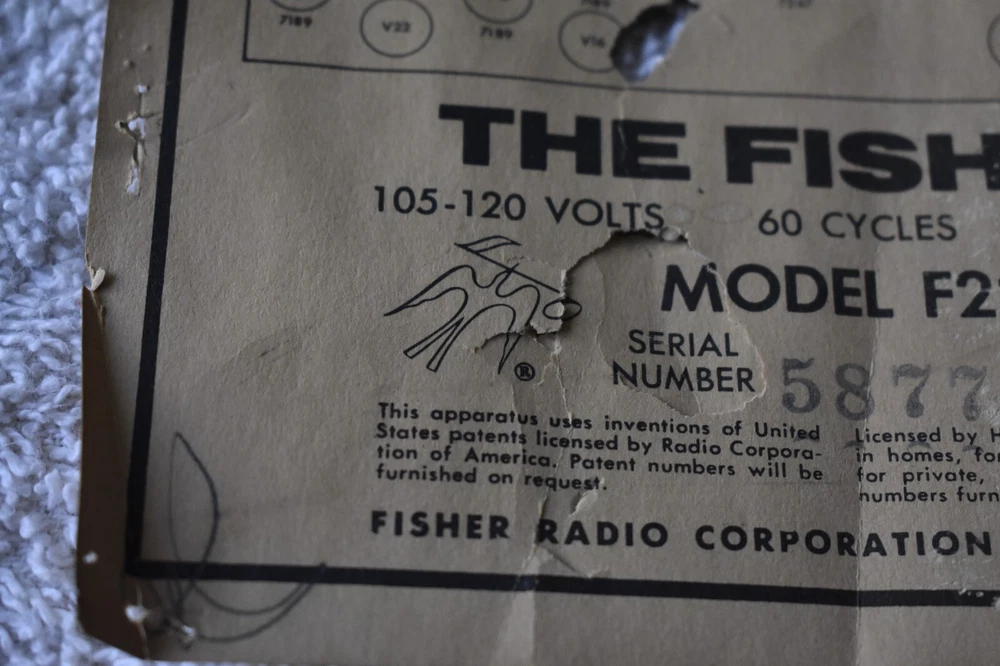 7189
V22
7189
V16
THE FISH
105-120 VOLTS
60 CYCLES
MODEL F2
SERIAL
NUMBER
5877
®
This apparatus uses inventions of United
States patents licensed by Radio Corpora-
tion of America. Patent numbers will be
furnished on request.
Licensed by H
in homes, for
for private,
numbers furn
FISHER RADIO CORPORATION